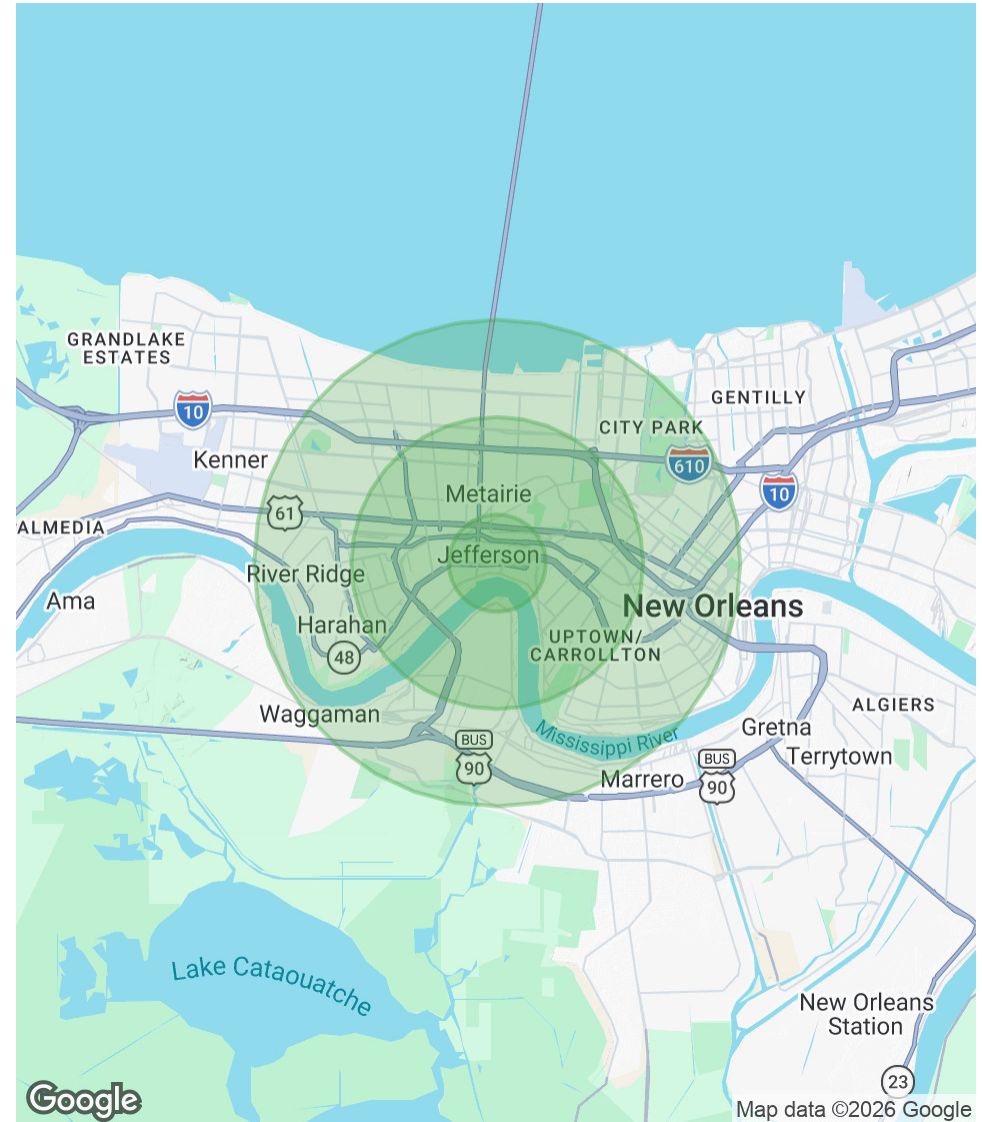 GRANDLAKE
ESTATES
10
GENTILLY
CITY PARK
Kenner
610
10
Metairie
61
ALMEDIA
Jefferson
River Ridge
Ama
New Orleans
Harahan
UPTOWN/
CARROLLTON
48
Waggaman
ALGIERS
Mississippi River
Gretna
BUS
90
Terrytown
BUS
90
Marrero
Lake Cataouatche
New Orleans
Station
23
Google
Map data ©2026 Google